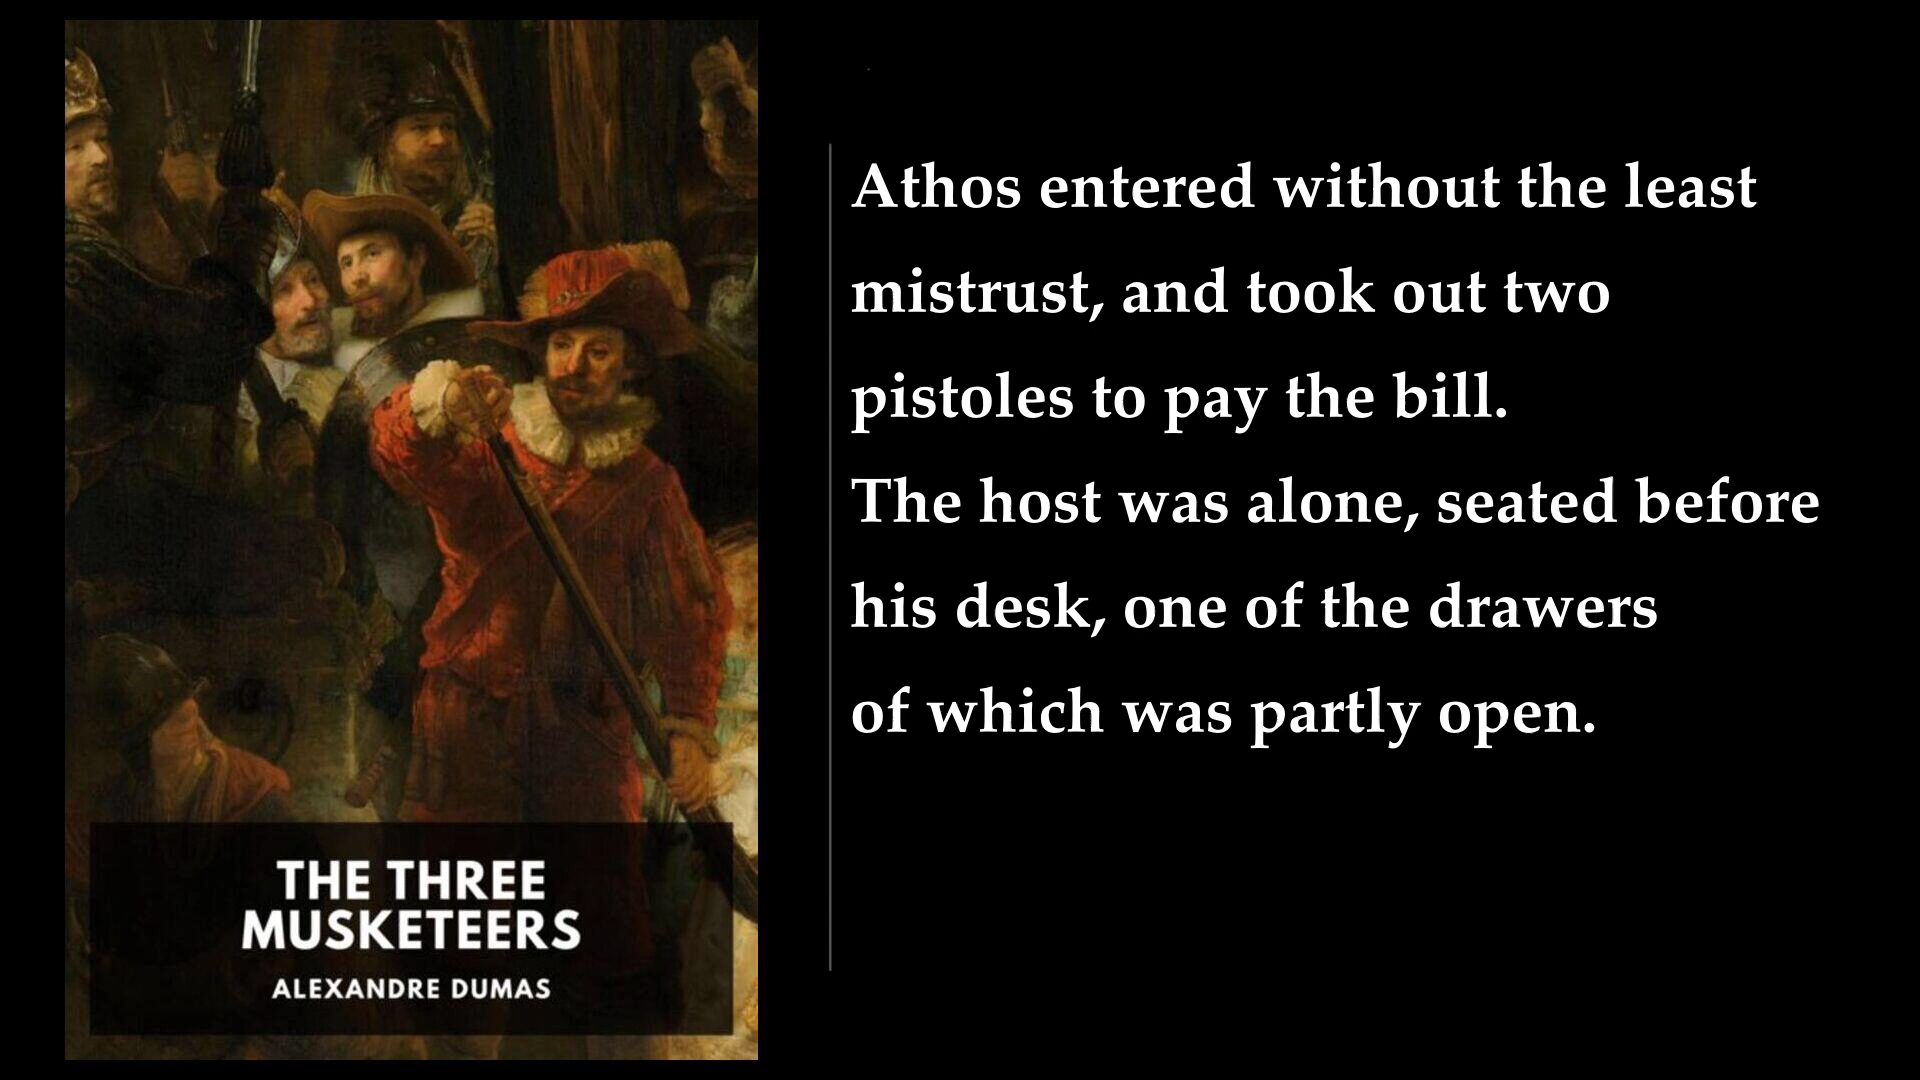 THE THREE
MUSKETEERS
ALEXANDRE DUMAS
Athos entered without the least
mistrust, and took out two
pistoles to pay the bill.
The host was alone, seated before
his desk, one of the drawers
of which was partly open.